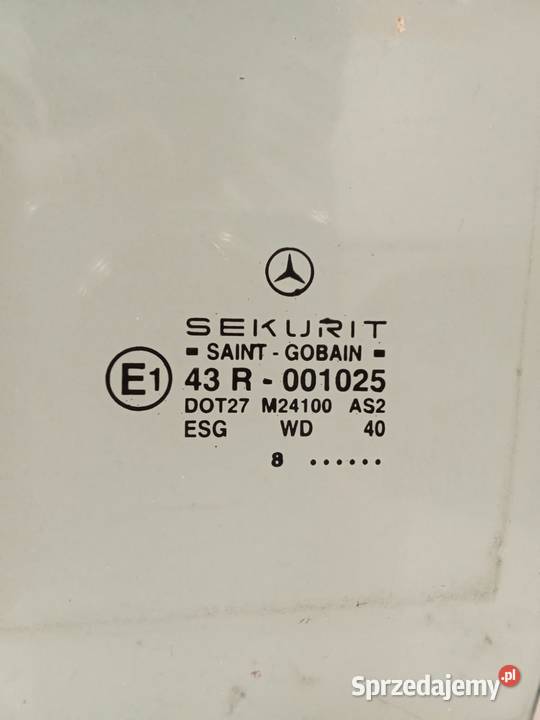 SEKURIT
SAINT - GOBAIN
E1 43 R - 001025
DOT27 M24100 AS2
ESG WD 40
8 ......
Sprzedajemy.pl